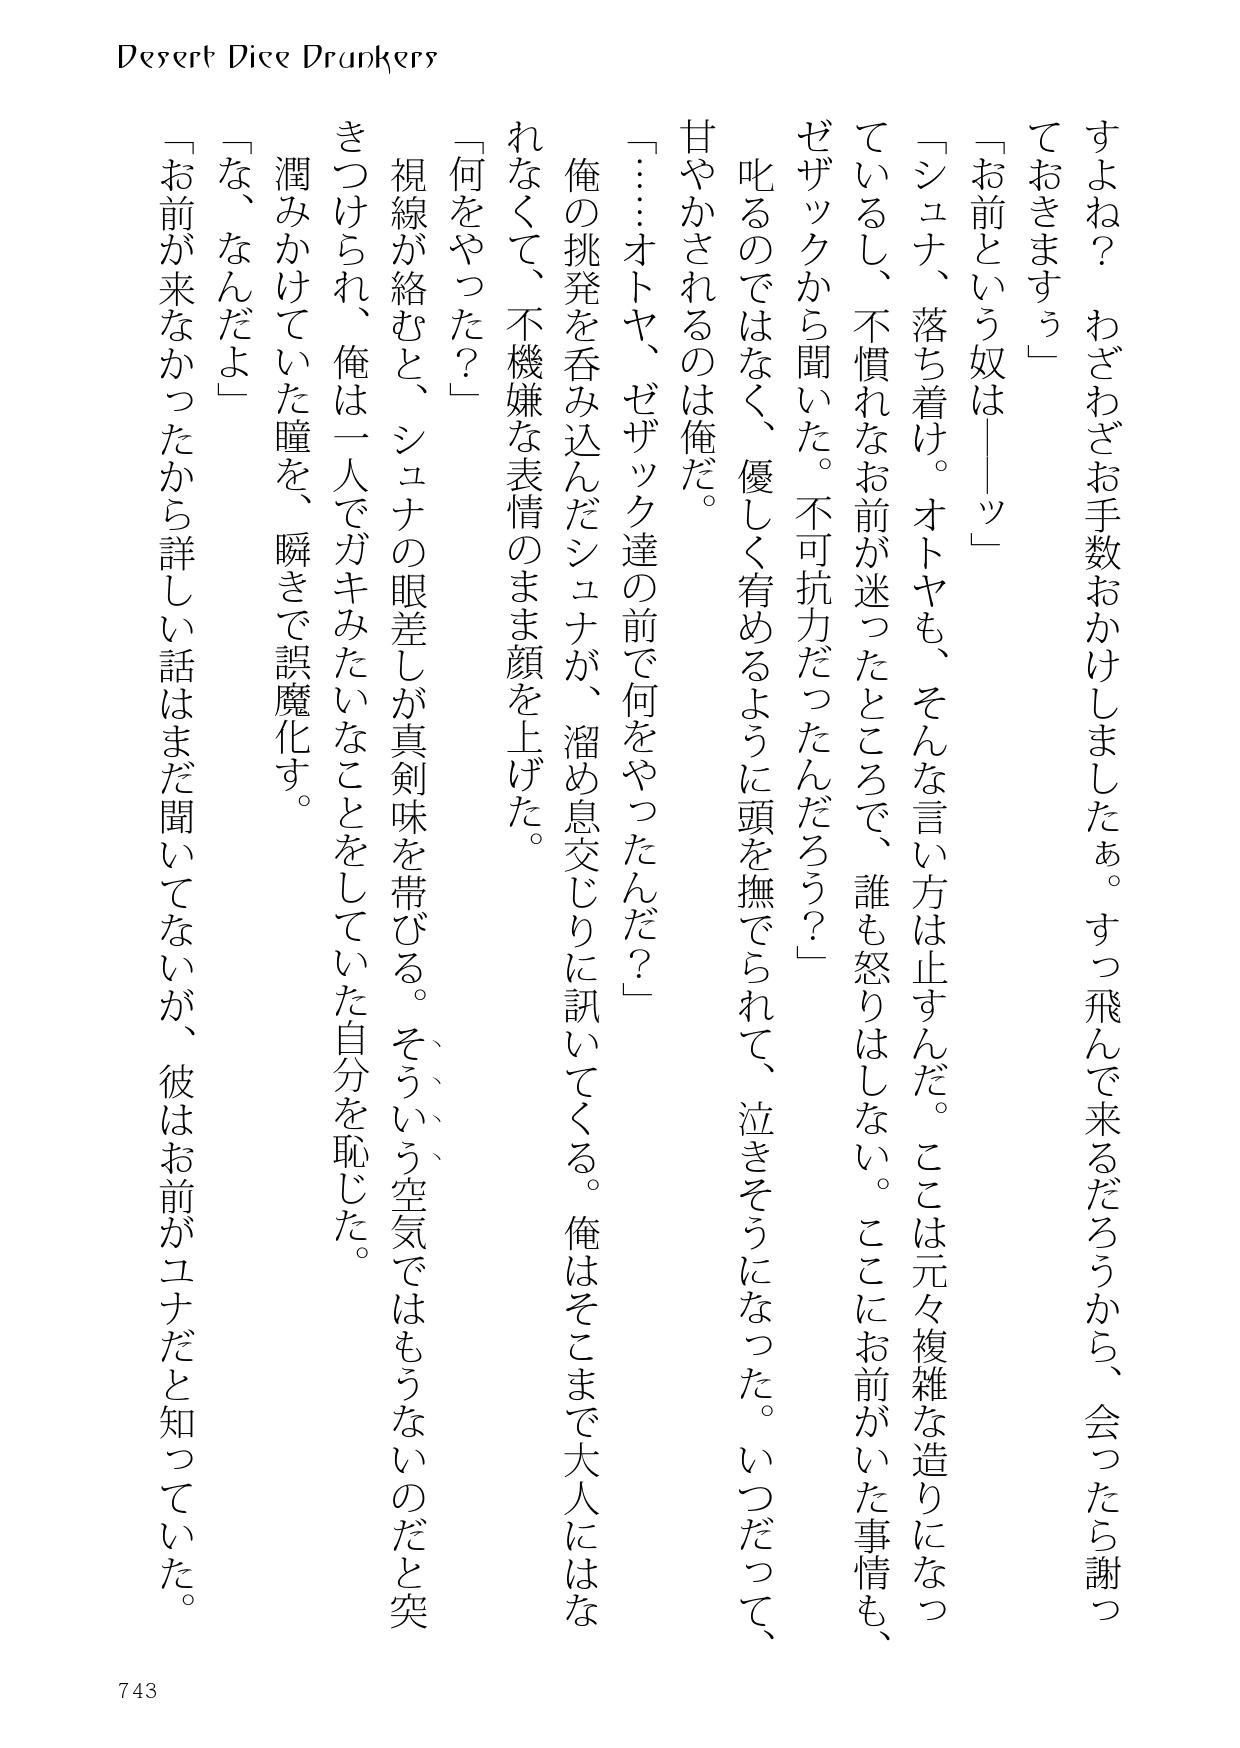 Desert Dice Drunkers
すよね？　わざわざお手数おかけしましたぁ。すっ飛んで来るだろうから、会ったら謝っ
ておきますぅ」
「お前という奴は――ッ」
「シュナ、落ち着け。オトヤも、そんな言い方は止すんだ。ここは元々複雑な造りになっ
ているし、不慣れなお前が迷ったところで、誰も怒りはしない。ここにお前がいた事情も、
ゼザックから聞いた。不可抗力だったんだろう？」
　叱るのではなく、優しく宥めるように頭を撫でられて、泣きそうになった。いつだって、
甘やかされるのは俺だ。
「……オトヤ、ゼザック達の前で何をやったんだ？」
　俺の挑発を呑み込んだシュナが、溜め息交じりに訊いてくる。俺はそこまで大人にはな
れなくて、不機嫌な表情のまま顔を上げた。
「何をやった？」
　視線が絡むと、シュナの眼差しが真剣味を帯びる。そういう空気ではもうないのだと突
きつけられ、俺は一人でガキみたいなことをしていた自分を恥じた。
　潤みかけていた瞳を、瞬きで誤魔化す。
「な、なんだよ」
「お前が来なかったから詳しい話はまだ聞いてないが、彼はお前がユナだと知っていた。
743